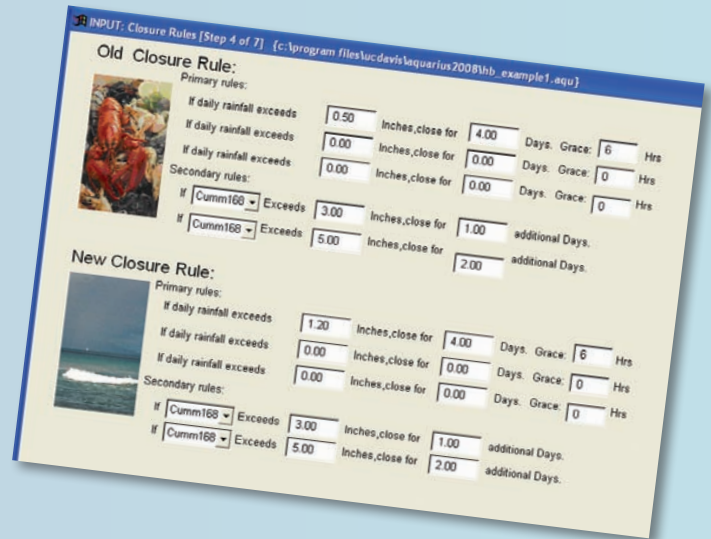 INPUT: Closure Rules [Step 4 of 7] {c:\program files\ucdavis\aquarius2008\hb_example1.aqu}
Old Closure Rule:
Primary rules:
If daily rainfall exceeds 0.50 Inches,close for 4.00 Days. Grace: 6 Hrs
If daily rainfall exceeds 0.00 Inches,close for 0.00 Days. Grace: 0 Hrs
If daily rainfall exceeds 0.00 Inches,close for 0.00 Days. Grace: 0 Hrs
Secondary rules:
If Cumm168 Exceeds 3.00 Inches,close for 1.00 additional Days.
If Cumm168 Exceeds 5.00 Inches,close for 2.00 additional Days.
New Closure Rule:
Primary rules:
If daily rainfall exceeds 1.20 Inches,close for 4.00 Days. Grace: 6 Hrs
If daily rainfall exceeds 0.00 Inches,close for 0.00 Days. Grace: 0 Hrs
If daily rainfall exceeds 0.00 Inches,close for 0.00 Days. Grace: 0 Hrs
Secondary rules:
If Cumm168 Exceeds 3.00 Inches,close for 1.00 additional Days.
If Cumm168 Exceeds 5.00 Inches,close for 2.00 additional Days.